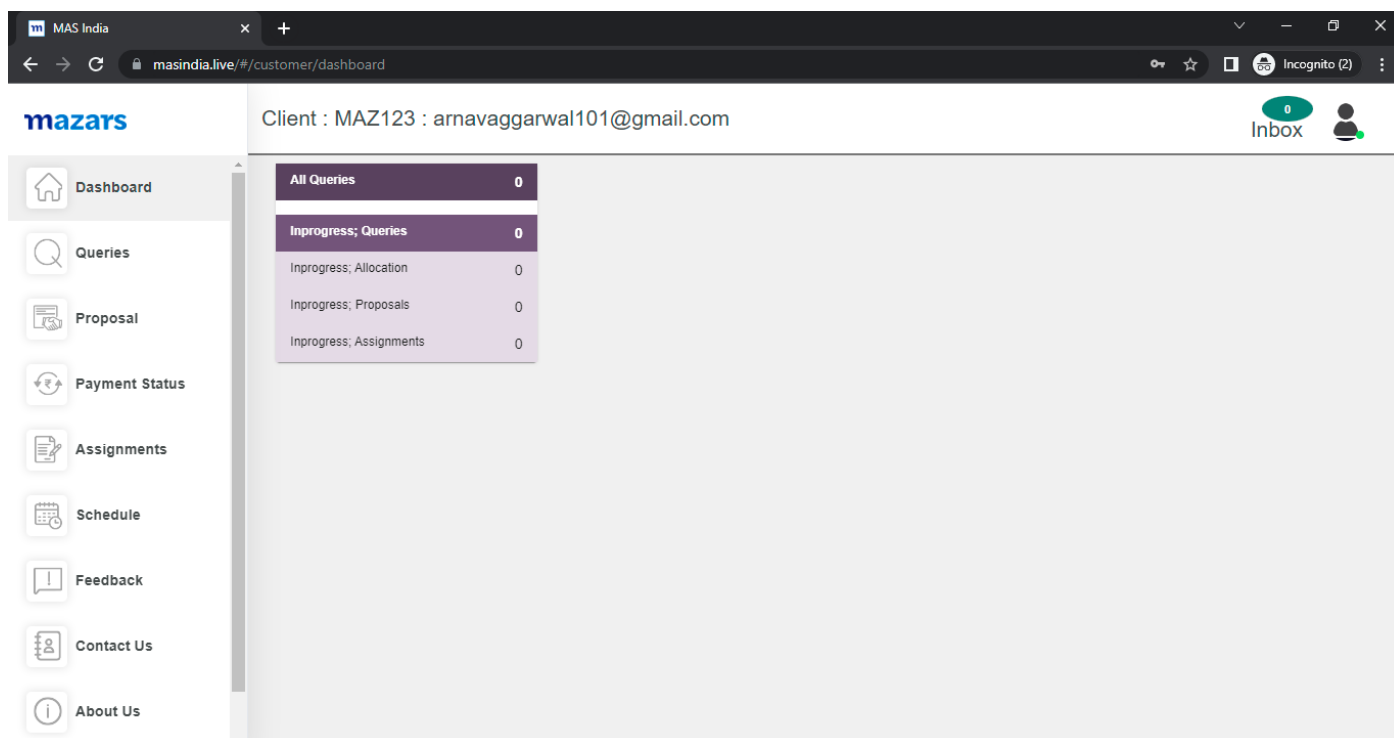 MAS India
masindia.live/#/customer/dashboard
Incognito (2)
mazars
Client : MAZ123 : arnavaggarwal101@gmail.com
0
Inbox
Dashboard
Queries
Proposal
Payment Status
Assignments
Schedule
Feedback
Contact Us
About Us
All Queries 0
Inprogress; Queries 0
Inprogress; Allocation 0
Inprogress; Proposals 0
Inprogress; Assignments 0